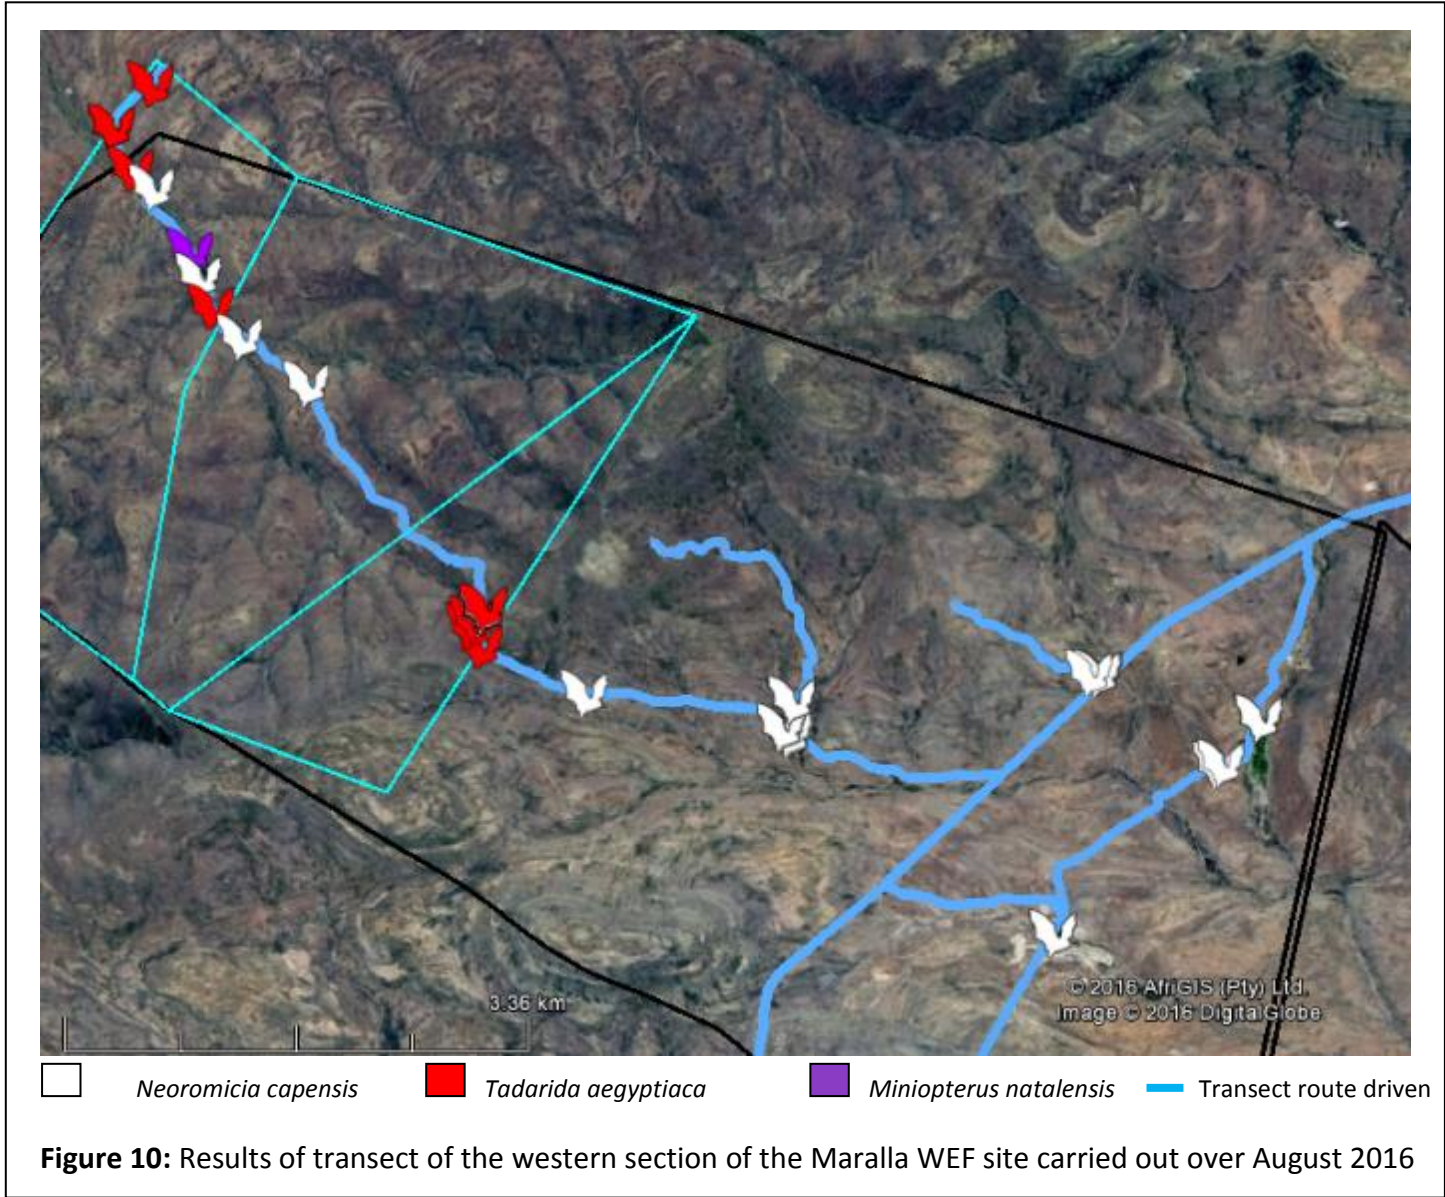 3.36 km
© 2016 AfriGIS (Pty) Ltd.
Image © 2016 DigitalGlobe
Neoromicia capensis Tadarida aegyptiaca Miniopterus natalensis Transect route driven
Figure 10: Results of transect of the western section of the Maralla WEF site carried out over August 2016